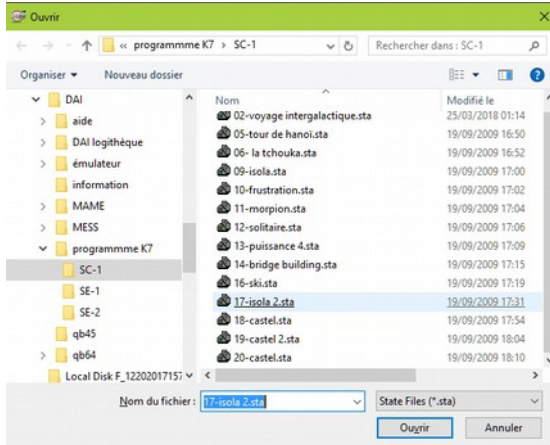 Ouvrir
« programmme K7 › SC-1
Rechercher dans : SC-1
Organiser
Nouveau dossier
DAI
aide
DAI logithèque
émulateur
information
MAME
MESS
programmme K7
SC-1
SE-1
SE-2
qb45
qb64
Local Disk F_12202017157
Nom Modifié le
02-voyage intergalactique.sta 25/03/2018 01:14
05-tour de hanoï.sta 19/09/2009 16:50
06- la tchouka.sta 19/09/2009 16:52
09-isola.sta 19/09/2009 17:00
10-frustration.sta 19/09/2009 17:02
11-morpion.sta 19/09/2009 17:04
12-solitaire.sta 19/09/2009 17:06
13-puissance 4.sta 19/09/2009 17:09
14-bridge building.sta 19/09/2009 17:15
16-ski.sta 19/09/2009 17:19
17-isola 2.sta 19/09/2009 17:31
18-castel.sta 19/09/2009 17:54
19-castel 2.sta 19/09/2009 18:04
20-castel.sta 19/09/2009 18:10
Nom du fichier : 17-isola 2.sta State Files (*.sta)
Ouvrir Annuler